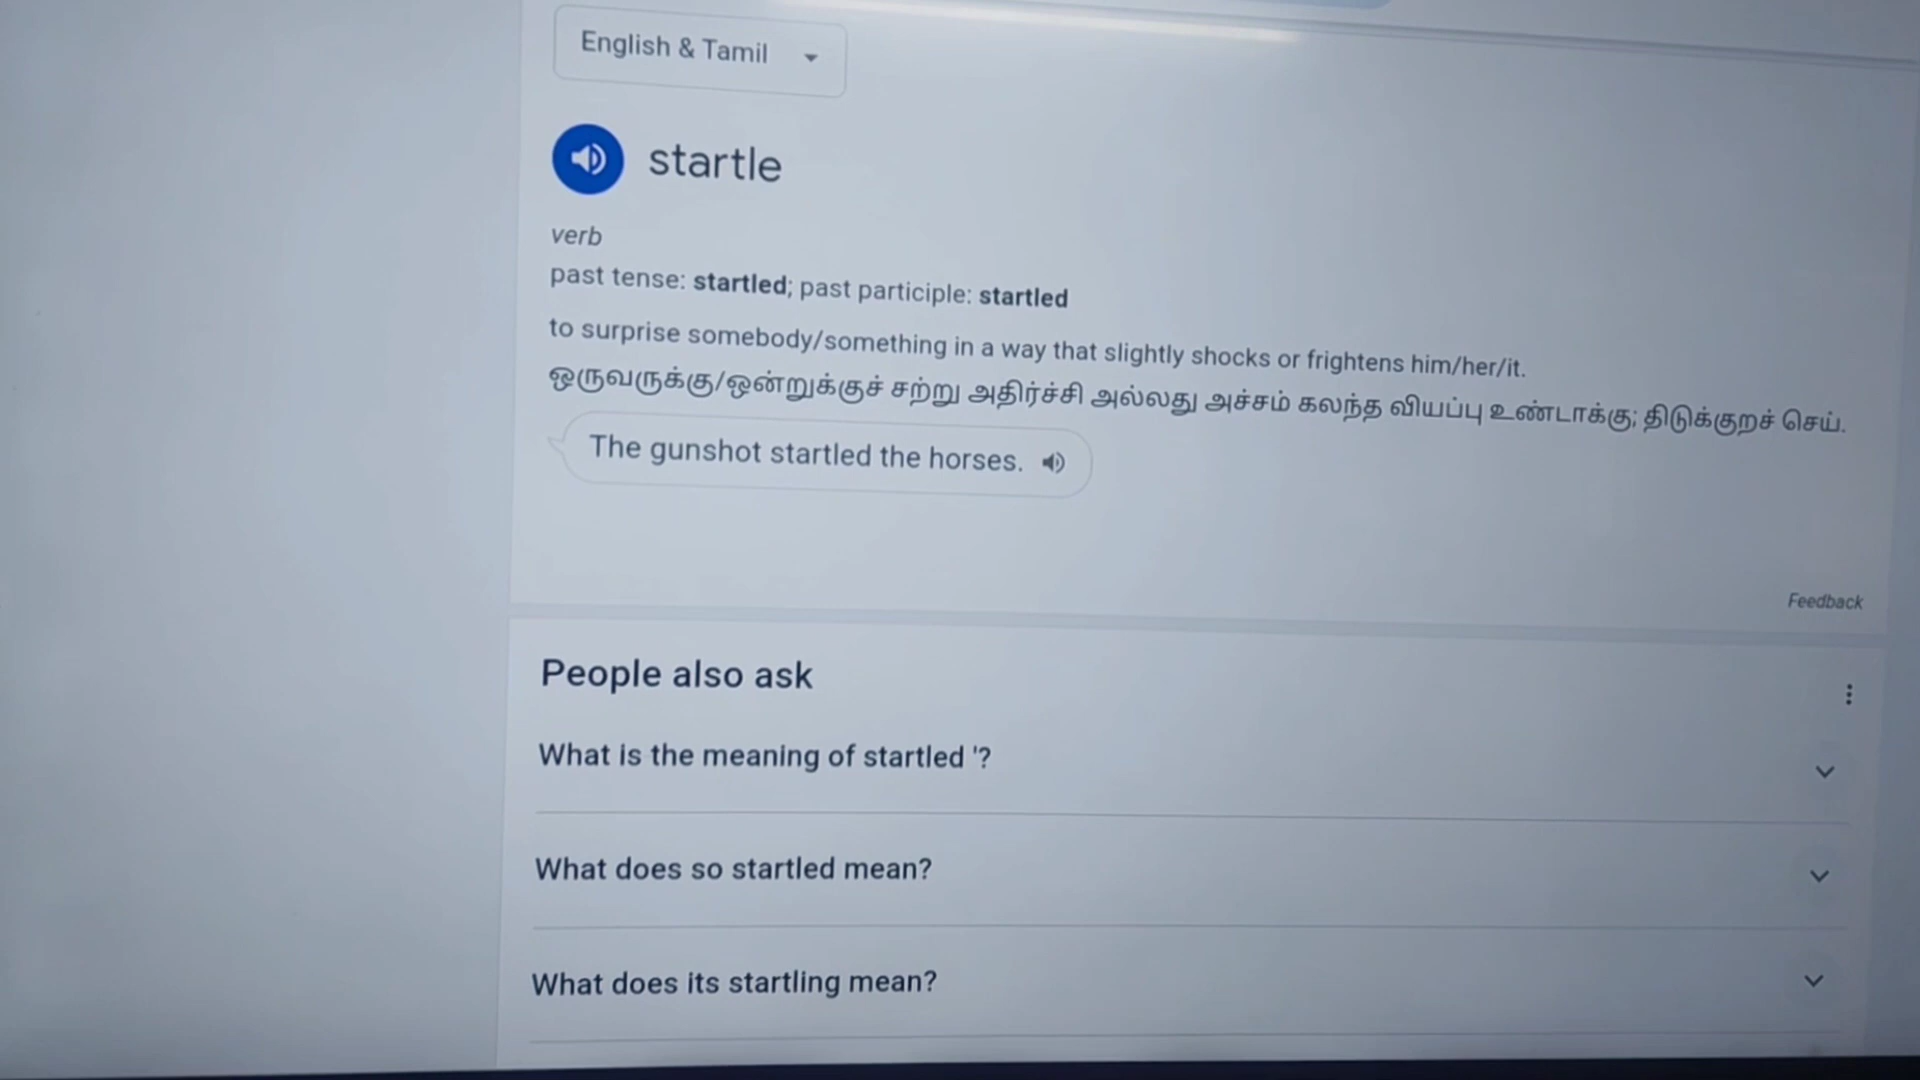 English & Tamil
startle
verb
past tense: startled; past participle: startled
to surprise somebody/something in a way that slightly shocks or frightens him/her/it.
ஒருவருக்கு/ஒன்றுக்குச் சற்று அதிர்ச்சி அல்லது அச்சம் கலந்த வியப்பு உண்டாக்கு; திடுக்குறச் செய்.
The gunshot startled the horses.
Feedback
People also ask
What is the meaning of startled '?
What does so startled mean?
What does its startling mean?